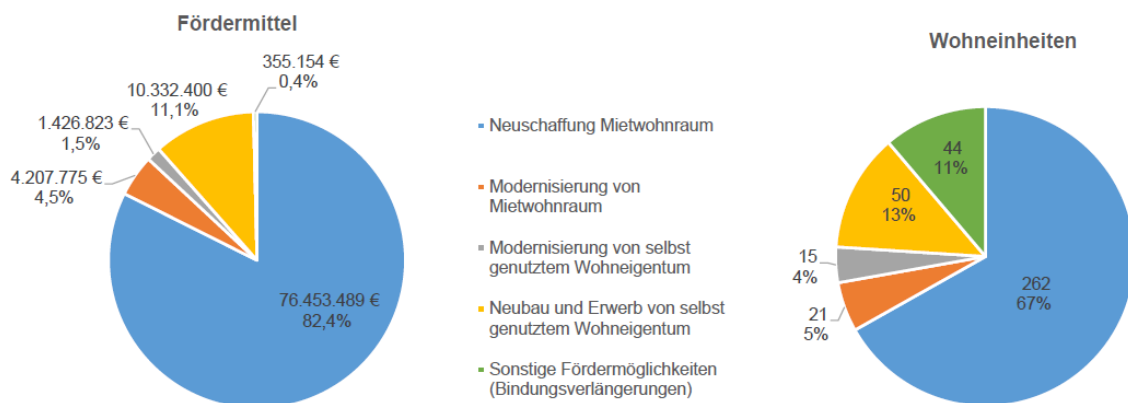 Fördermittel
355.154 €
0,4%
10.332.400 €
11,1%
1.426.823 €
1,5%
4.207.775 €
4,5%
76.453.489 €
82,4%
Neuschaffung Mietwohnraum
Modernisierung von
Mietwohnraum
Modernisierung von selbst
genutztem Wohneigentum
Neubau und Erwerb von selbst
genutztem Wohneigentum
Sonstige Fördermöglichkeiten
(Bindungsverlängerungen)
Wohneinheiten
44
11%
50
13%
15
4%
21
5%
262
67%